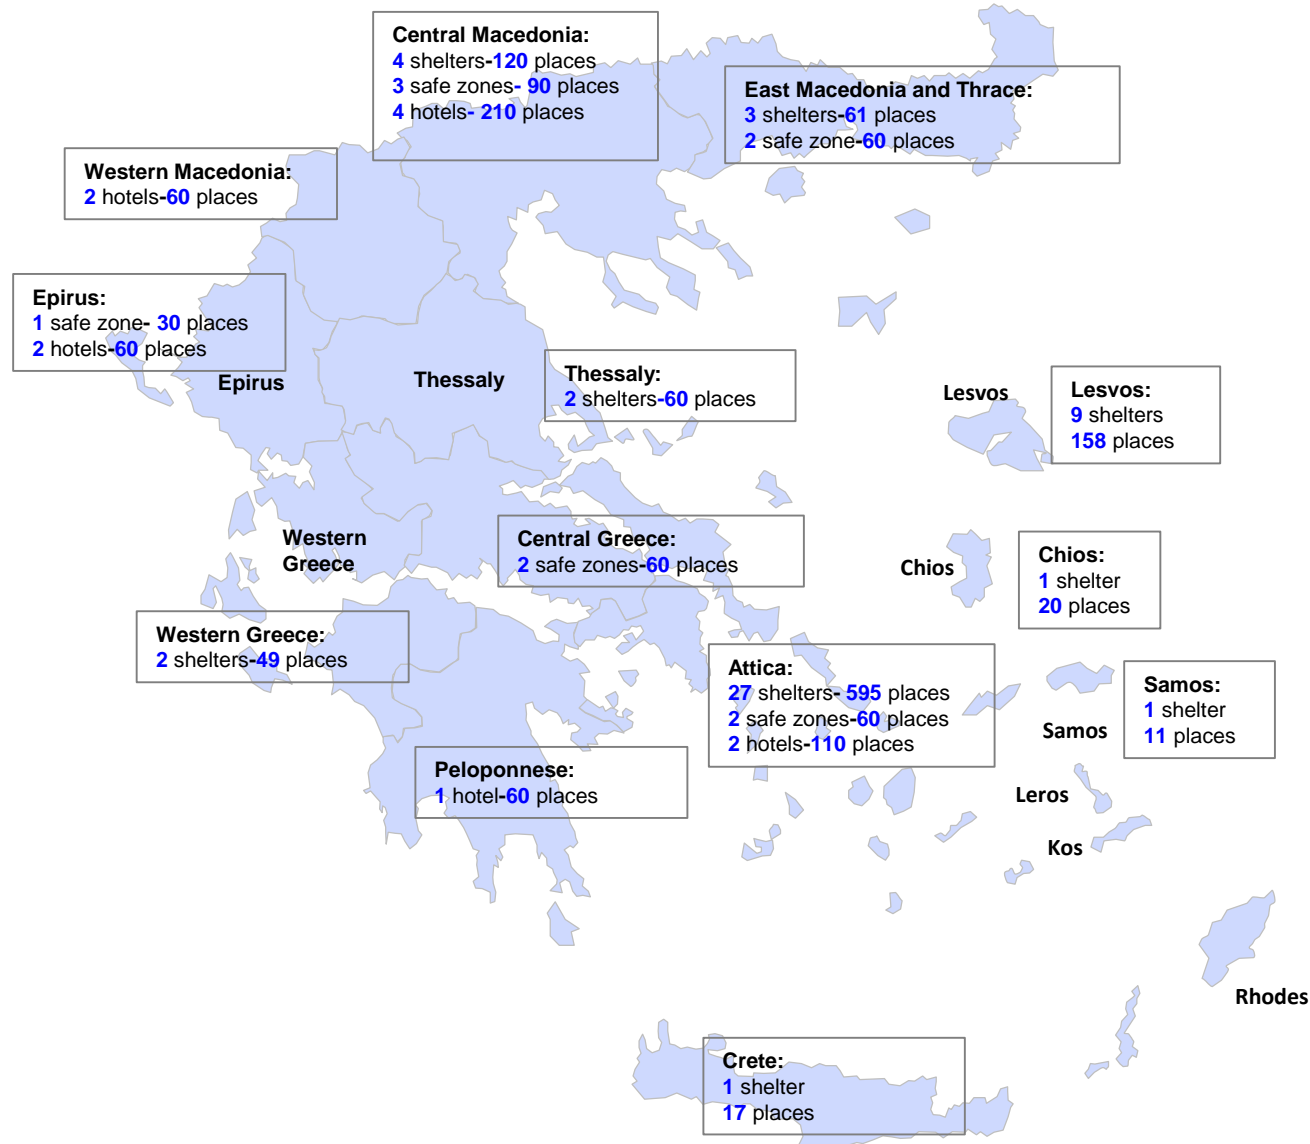 Central Macedonia:
4 shelters-120 places
3 safe zones- 90 places
4 hotels- 210 places
East Macedonia and Thrace:
3 shelters-61 places
2 safe zone-60 places
Western Macedonia:
2 hotels-60 places
Epirus:
1 safe zone- 30 places
2 hotels-60 places
Epirus
Thessaly
Thessaly:
2 shelters-60 places
Lesvos
Lesvos:
9 shelters
158 places
Western
Greece
Central Greece:
2 safe zones-60 places
Chios
Chios:
1 shelter
20 places
Western Greece:
2 shelters-49 places
Attica:
27 shelters- 595 places
2 safe zones-60 places
2 hotels-110 places
Samos:
1 shelter
11 places
Samos
Peloponnese:
1 hotel-60 places
Leros
Kos
Rhodes
Crete:
1 shelter
17 places